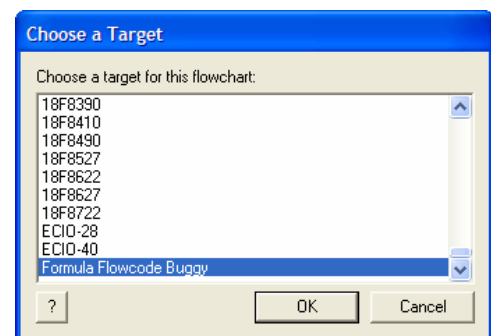 Choose a Target
Choose a target for this flowchart:
18F8390
18F8410
18F8490
18F8527
18F8622
18F8627
18F8722
ECIO-28
ECIO-40
Formula Flowcode Buggy
? OK Cancel